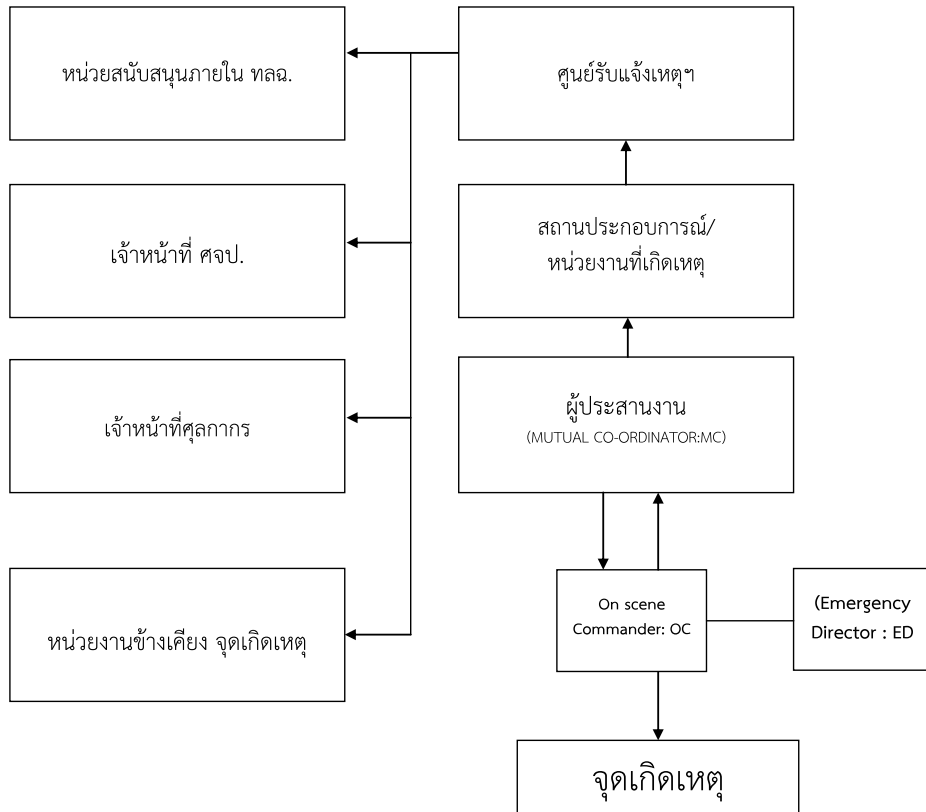 หน่วยสนับสนุนภายใน ทลฉ.
ศูนย์รับแจ้งเหตุฯ
เจ้าหน้าที่ ศจป.
สถานประกอบการณ์/
หน่วยงานที่เกิดเหตุ
เจ้าหน้าที่ศุลกากร
ผู้ประสานงาน
(MUTUAL CO-ORDINATOR:MC)
หน่วยงานข้างเคียง จุดเกิดเหตุ
On scene
Commander: OC
(Emergency
Director : ED
จุดเกิดเหตุ